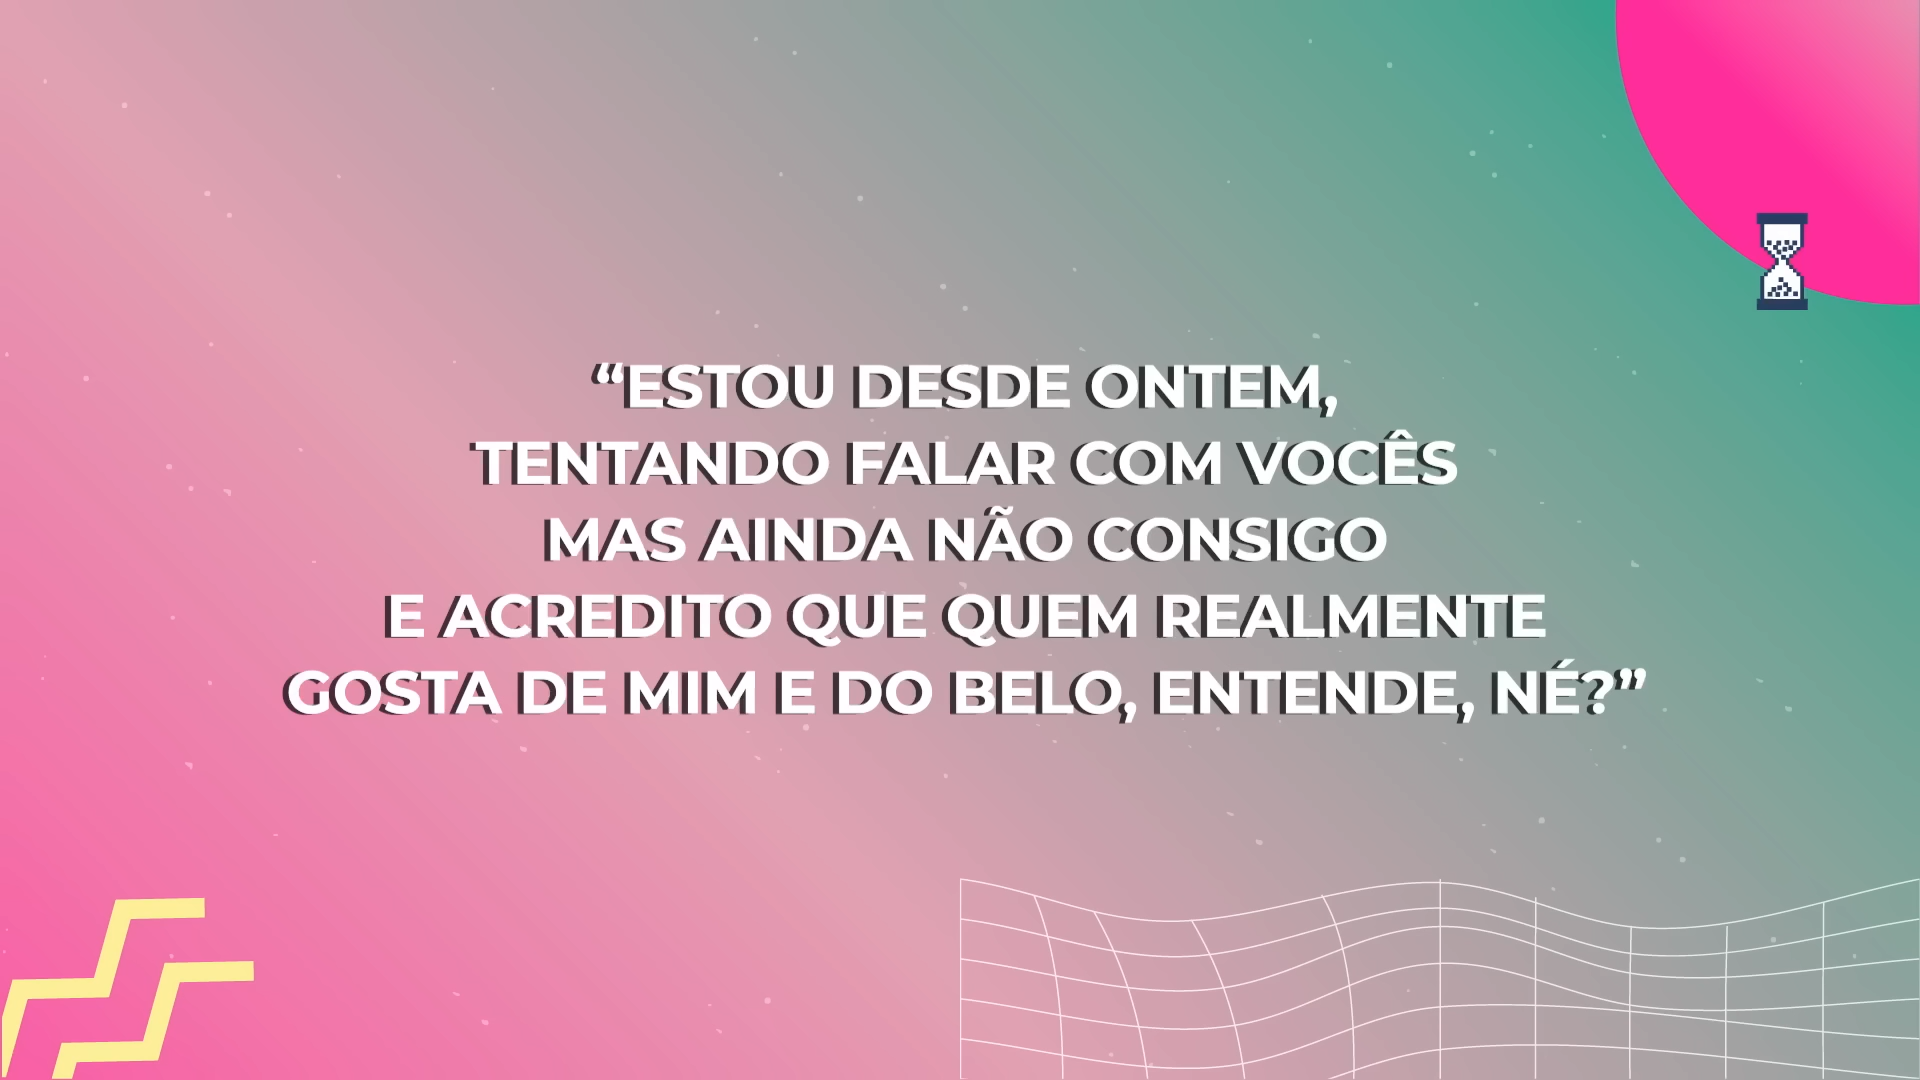 “ESTOU DESDE ONTEM,
TENTANDO FALAR COM VOCÊS
MAS AINDA NÃO CONSIGO
E ACREDITO QUE QUEM REALMENTE
GOSTA DE MIM E DO BELO, ENTENDE, NÉ?”